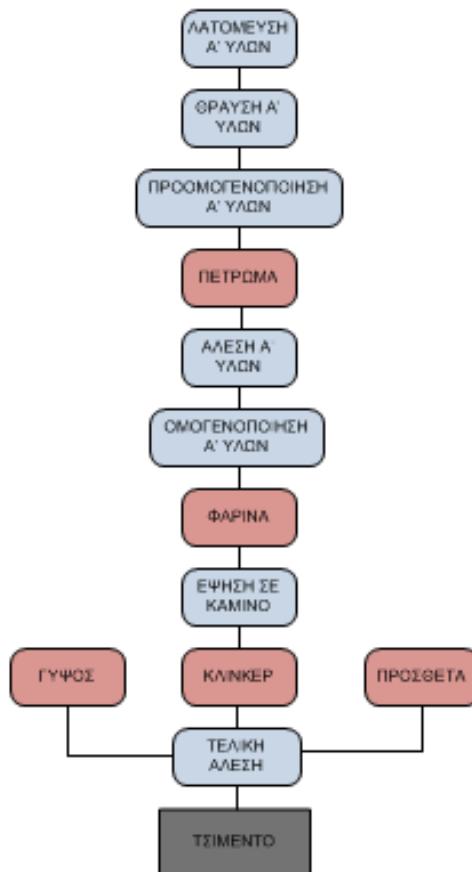 ΛΑΤΟΜΕΥΣΗ
Α' ΥΛΩΝ
ΘΡΑΥΣΗ Α'
ΥΛΩΝ
ΠΡΟΟΜΟΓΕΝΟΠΟΙΗΣΗ
Α' ΥΛΩΝ
ΠΕΤΡΩΜΑ
ΑΛΕΣΗ Α'
ΥΛΩΝ
ΟΜΟΓΕΝΟΠΟΙΗΣΗ
Α' ΥΛΩΝ
ΦΑΡΙΝΑ
ΕΨΗΣΗ ΣΕ
ΚΑΜΙΝΟ
ΓΥΨΟΣ
ΚΛΙΝΚΕΡ
ΠΡΟΣΘΕΤΑ
ΤΕΛΙΚΗ
ΑΛΕΣΗ
ΤΣΙΜΕΝΤΟ